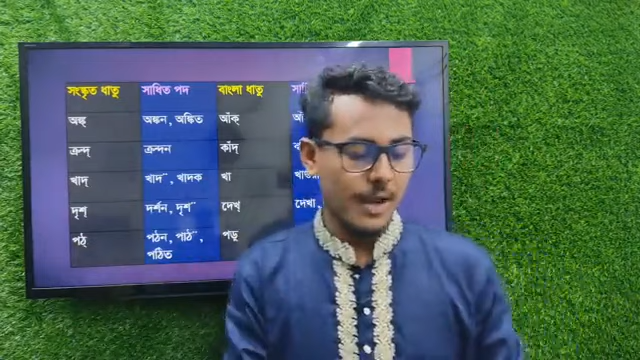 সংস্কৃত ধাতু সাধিত পদ বাংলা ধাতু
অঙ্ক্ অঙ্কন, অঙ্কিত আঁক্
ক্রন্দ্ ক্রন্দন কাঁদ্
খাদ্ খাদ্য, খাদক খা
দৃশ্ দর্শন, দৃশ্য দেখ্ দেখা,
পঠ্ পঠন, পাঠ্য, পড়্
পঠিত